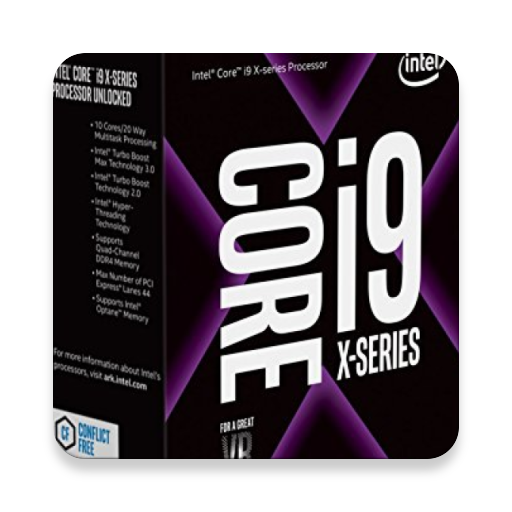 INTEL® CORE™ i9 X-SERIES
PROCESSOR UNLOCKED
• 10 Cores/20 Way
Multitask Processing
• Intel® Turbo Boost
Max Technology 3.0
• Intel® Turbo Boost
Technology 2.0
• Intel® Hyper-
Threading
Technology
• Supports
Quad-Channel
DDR4 Memory
• Max Number of PCI
Express® Lanes 44
• Supports Intel®
Optane™ Memory
For more information about Intel's
processors, visit ark.intel.com
CF
CONFLICT
FREE
Intel® Core™ i9 X-series Processor
intel
CORE
i9
X-SERIES
FOR A GREAT
VR